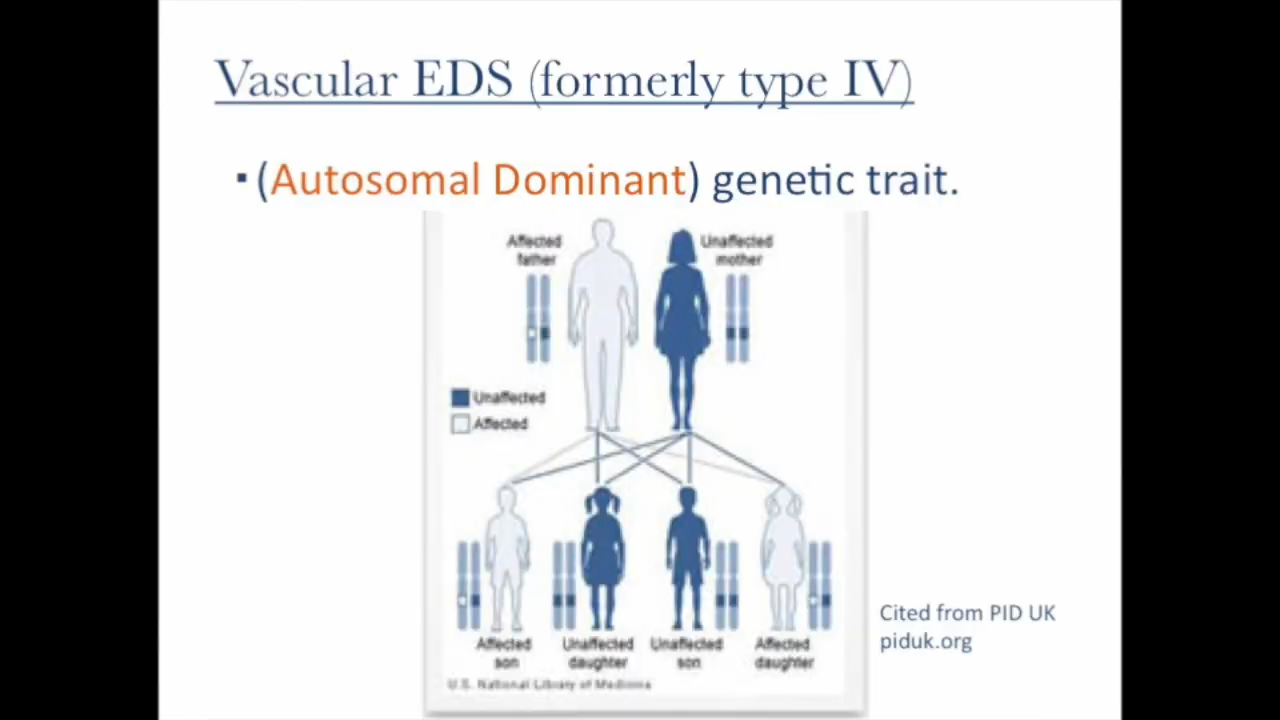 Vascular EDS (formerly type IV)
▪ (Autosomal Dominant) genetic trait.
Affected
father
Unaffected
mother
Unaffected
Affected
Affected
son
Unaffected
daughter
Unaffected
son
Affected
daughter
U.S. National Library of Medicine
Cited from PID UK
piduk.org